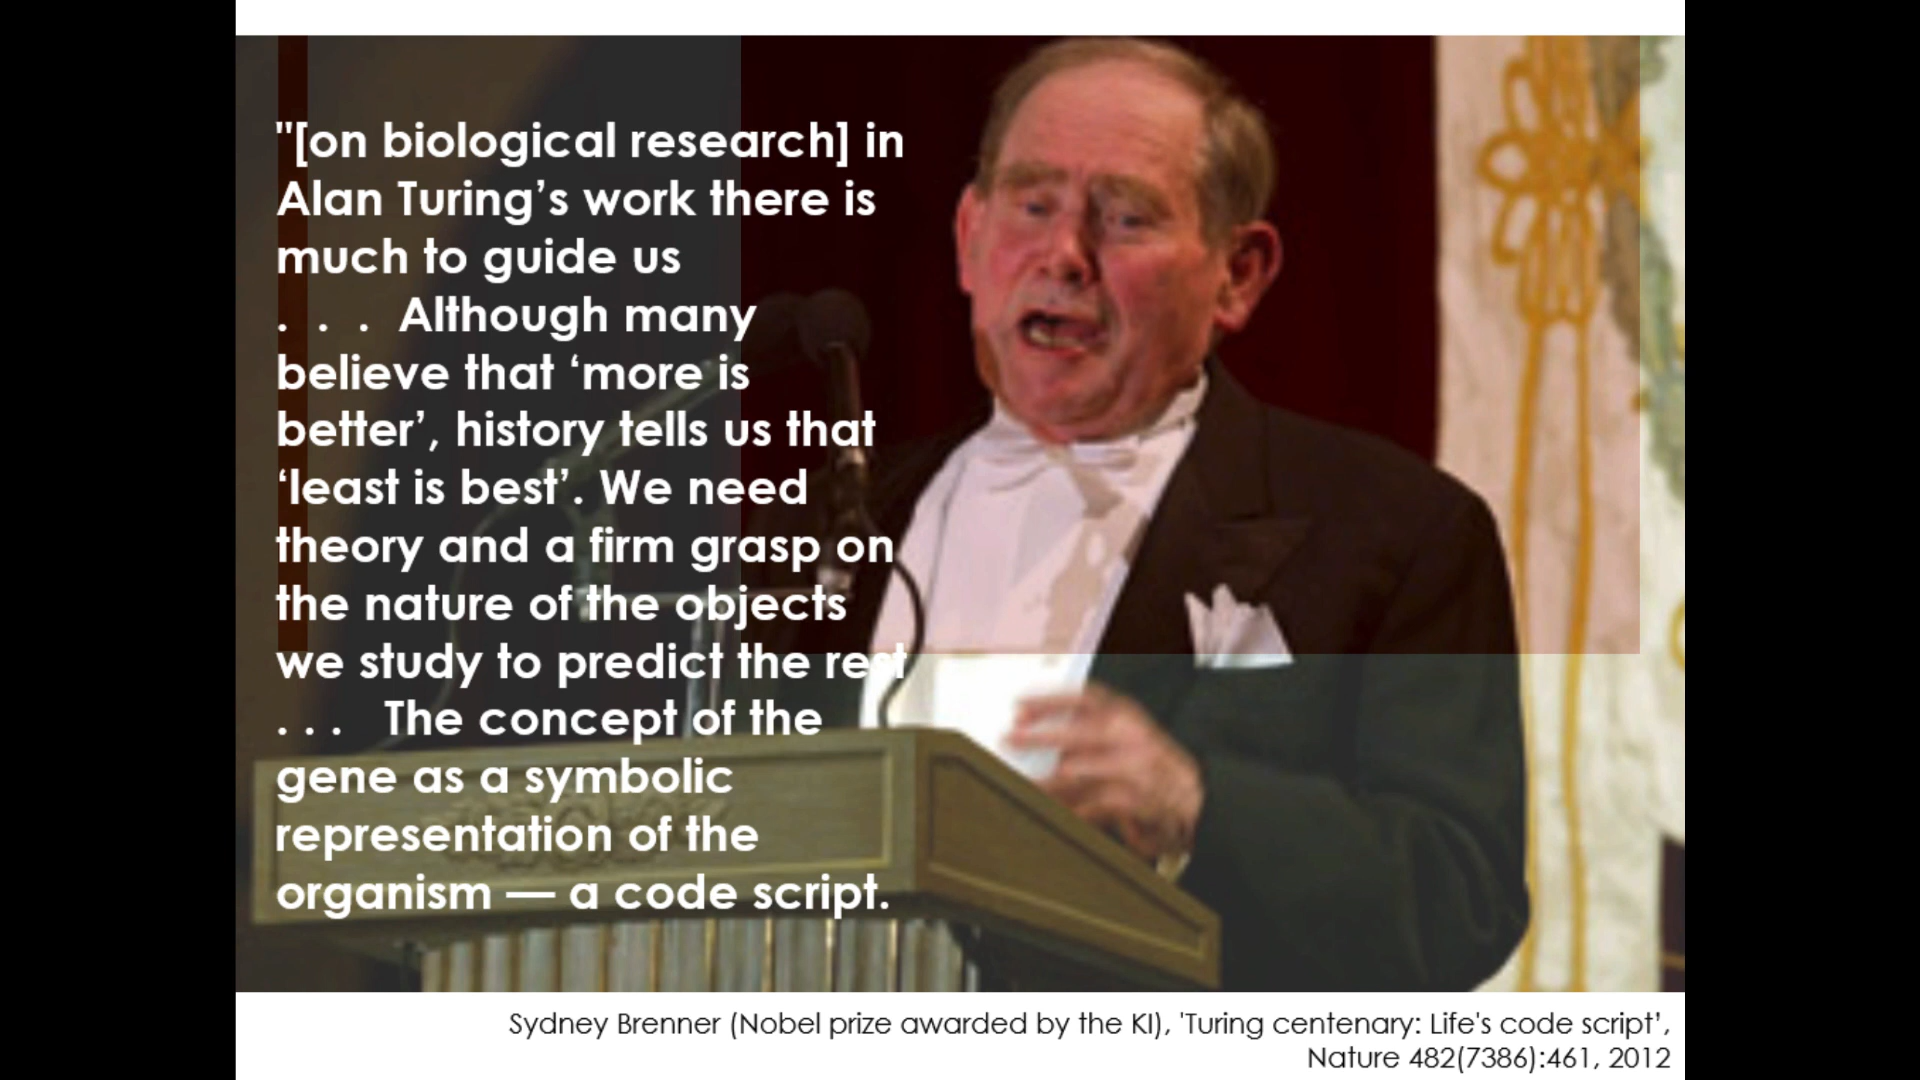 "[on biological research] in
Alan Turing’s work there is
much to guide us
. . . Although many
believe that ‘more is
better’, history tells us that
‘least is best’. We need
theory and a firm grasp on
the nature of the objects
we study to predict the rest
. . . The concept of the
gene as a symbolic
representation of the
organism — a code script.
Sydney Brenner (Nobel prize awarded by the KI), 'Turing centenary: Life's code script’,
Nature 482(7386):461, 2012